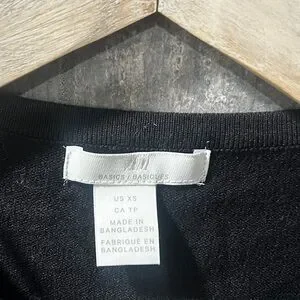 BASICS / BASIQUES
US XS
CA TP
MADE IN
BANGLADESH
FABRIQUÉ EN
BANGLADESH